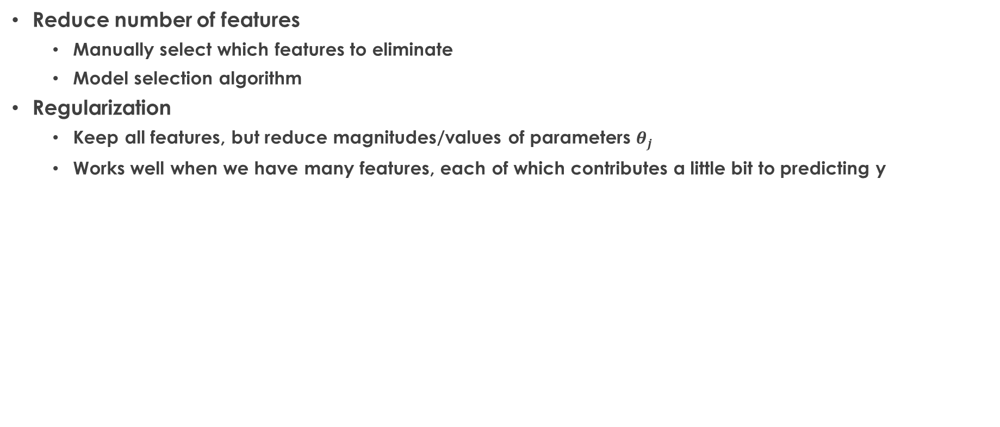 • Reduce number of features
• Manually select which features to eliminate
• Model selection algorithm
• Regularization
• Keep all features, but reduce magnitudes/values of parameters θⱼ
• Works well when we have many features, each of which contributes a little bit to predicting y